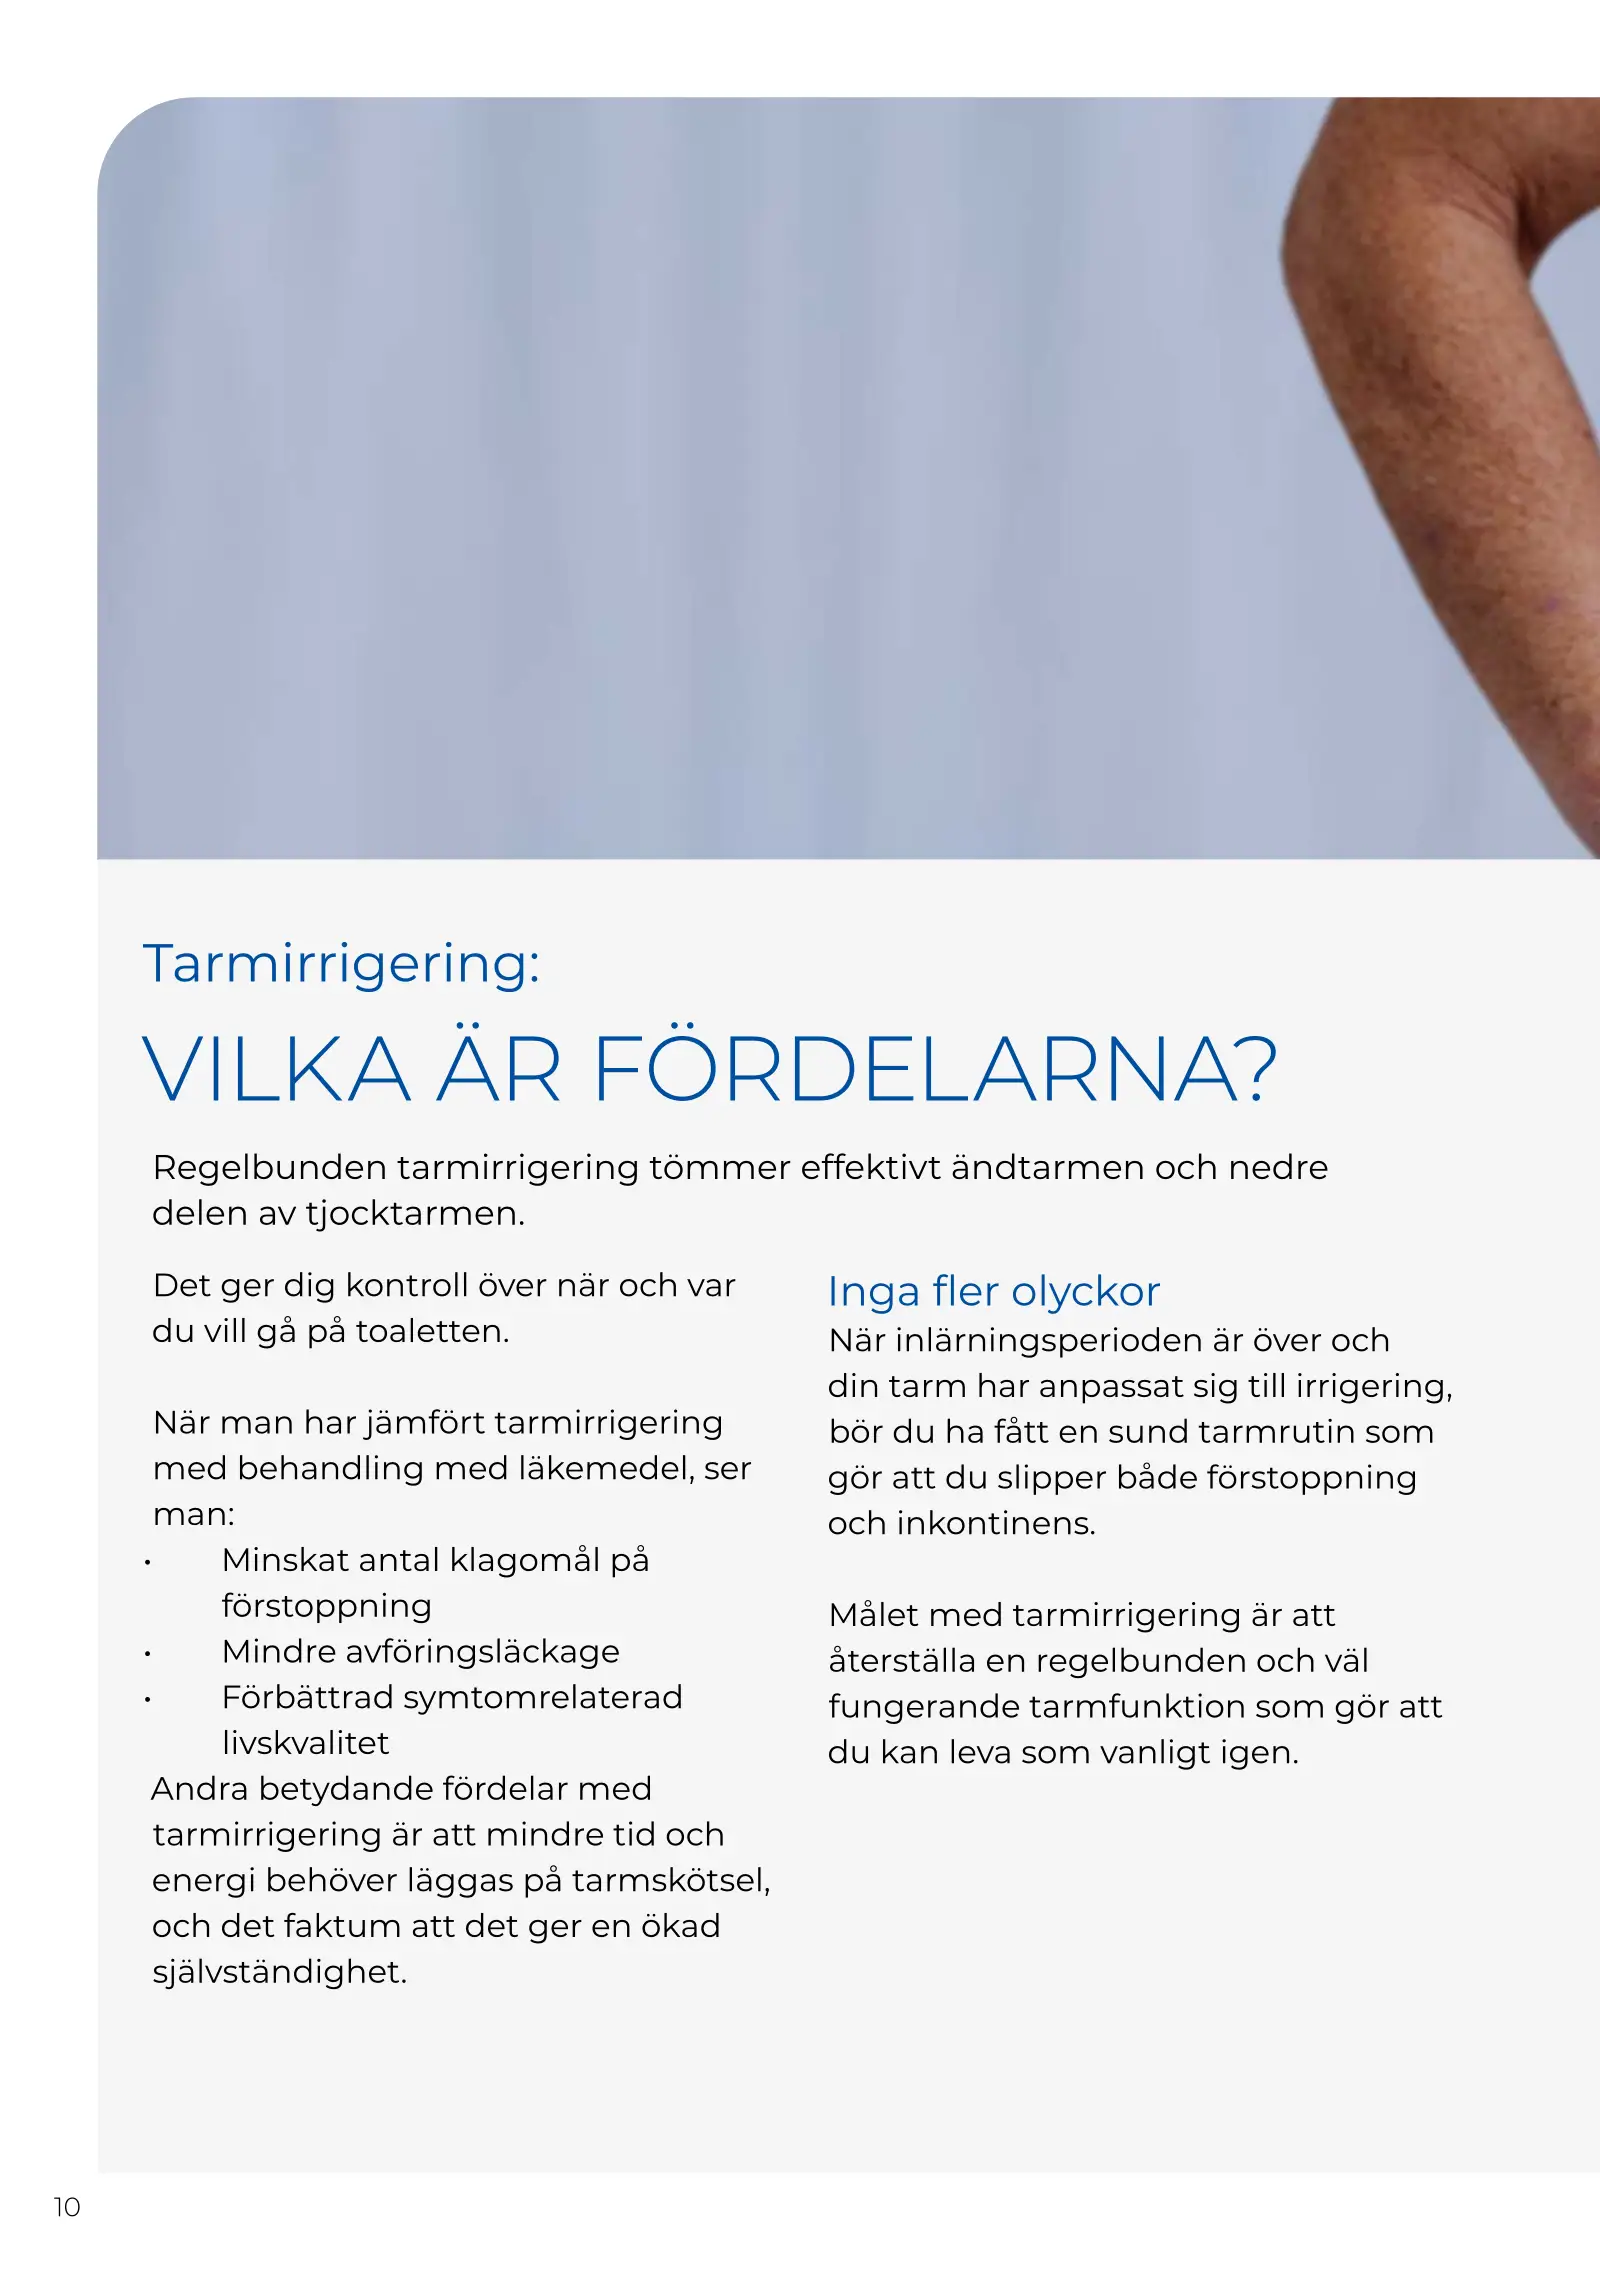 Tarmirrigering:
VILKA ÄR FÖRDELARNA?
Regelbunden tarmirrigering tömmer effektivt ändtarmen och nedre
delen av tjocktarmen.
Det ger dig kontroll över när och var
du vill gå på toaletten.
När man har jämfört tarmirrigering
med behandling med läkemedel, ser
man:
• Minskat antal klagomål på
förstoppning
• Mindre avföringsläckage
• Förbättrad symtomrelaterad
livskvalitet
Andra betydande fördelar med
tarmirrigering är att mindre tid och
energi behöver läggas på tarmskötsel,
och det faktum att det ger en ökad
självständighet.
Inga fler olyckor
När inlärningsperioden är över och
din tarm har anpassat sig till irrigering,
bör du ha fått en sund tarmrutin som
gör att du slipper både förstoppning
och inkontinens.
Målet med tarmirrigering är att
återställa en regelbunden och väl
fungerande tarmfunktion som gör att
du kan leva som vanligt igen.
10